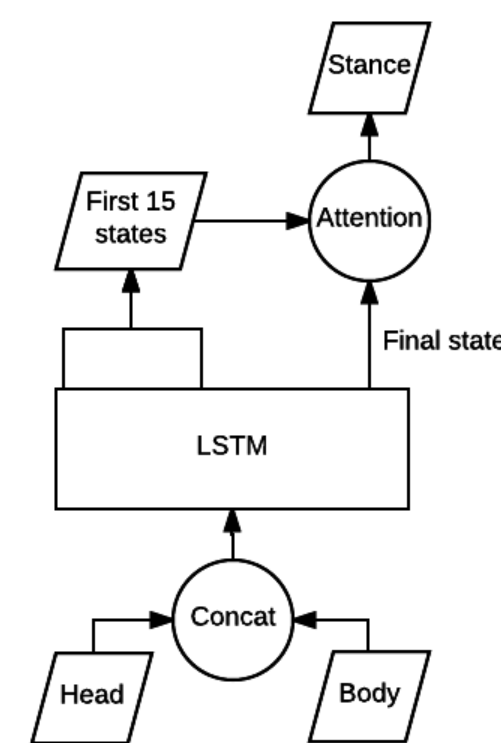 Stance
First 15
states
Attention
Final state
LSTM
Concat
Head
Body